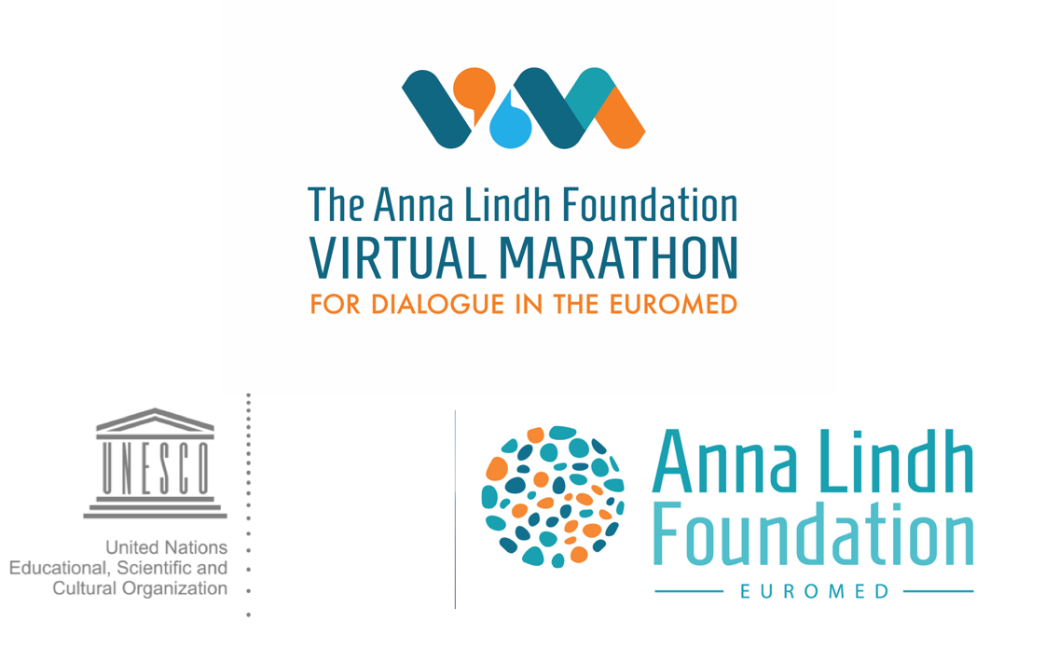 The Anna Lindh Foundation
VIRTUAL MARATHON
FOR DIALOGUE IN THE EUROMED
UNESCO
United Nations
Educational, Scientific and
Cultural Organization
Anna Lindh
Foundation
EUROMED